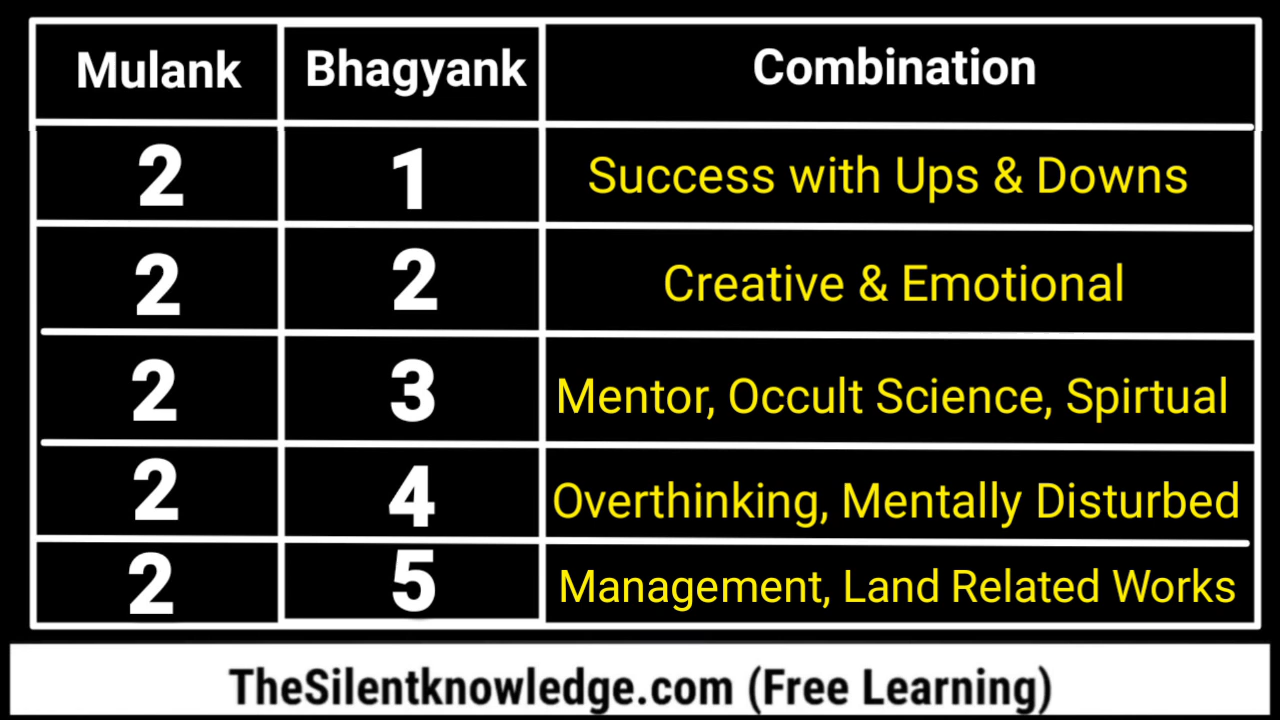 Mulank Bhagyank Combination
2 1 Success with Ups & Downs
2 2 Creative & Emotional
2 3 Mentor, Occult Science, Spirtual
2 4 Overthinking, Mentally Disturbed
2 5 Management, Land Related Works
TheSilentknowledge.com (Free Learning)